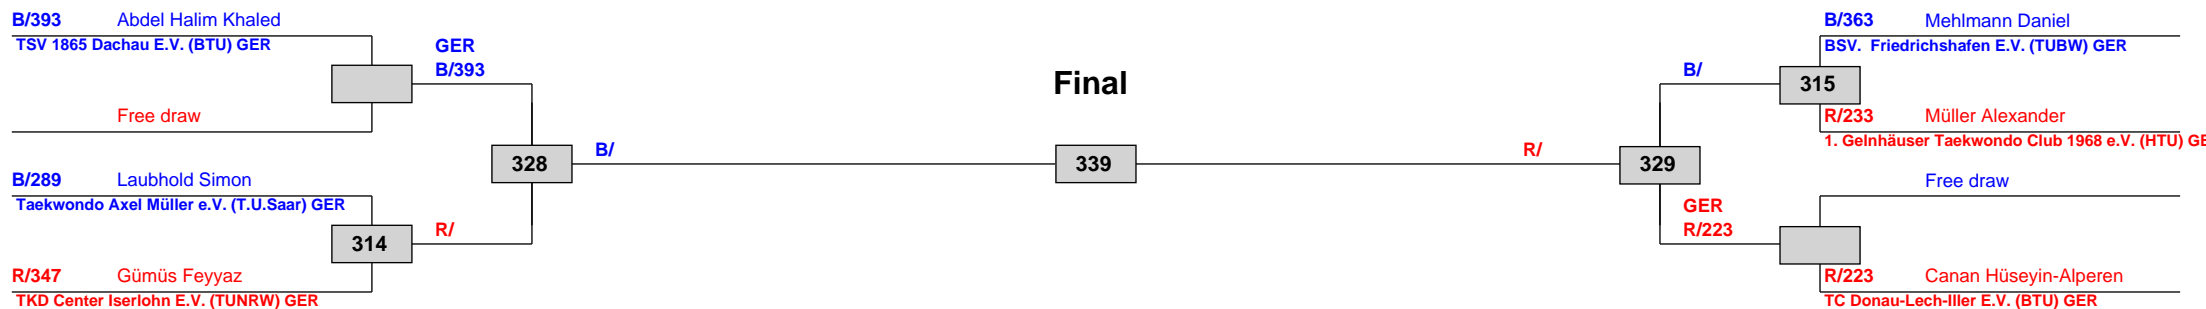 B/393 Abdel Halim Khaled
TSV 1865 Dachau E.V. (BTU) GER
GER
B/393
Free draw
328
B/
B/289 Laubhold Simon
Taekwondo Axel Müller e.V. (T.U.Saar) GER
314
R/
R/347 Gümüs Feyyaz
TKD Center Iserlohn E.V. (TUNRW) GER
Final
339
B/363 Mehlmann Daniel
BSV. Friedrichshafen E.V. (TUBW) GER
B/
315
R/233 Müller Alexander
1. Gelnhäuser Taekwondo Club 1968 e.V. (HTU) GE
R/
329
Free draw
GER
R/223
R/223 Canan Hüseyin-Alperen
TC Donau-Lech-Iller E.V. (BTU) GER